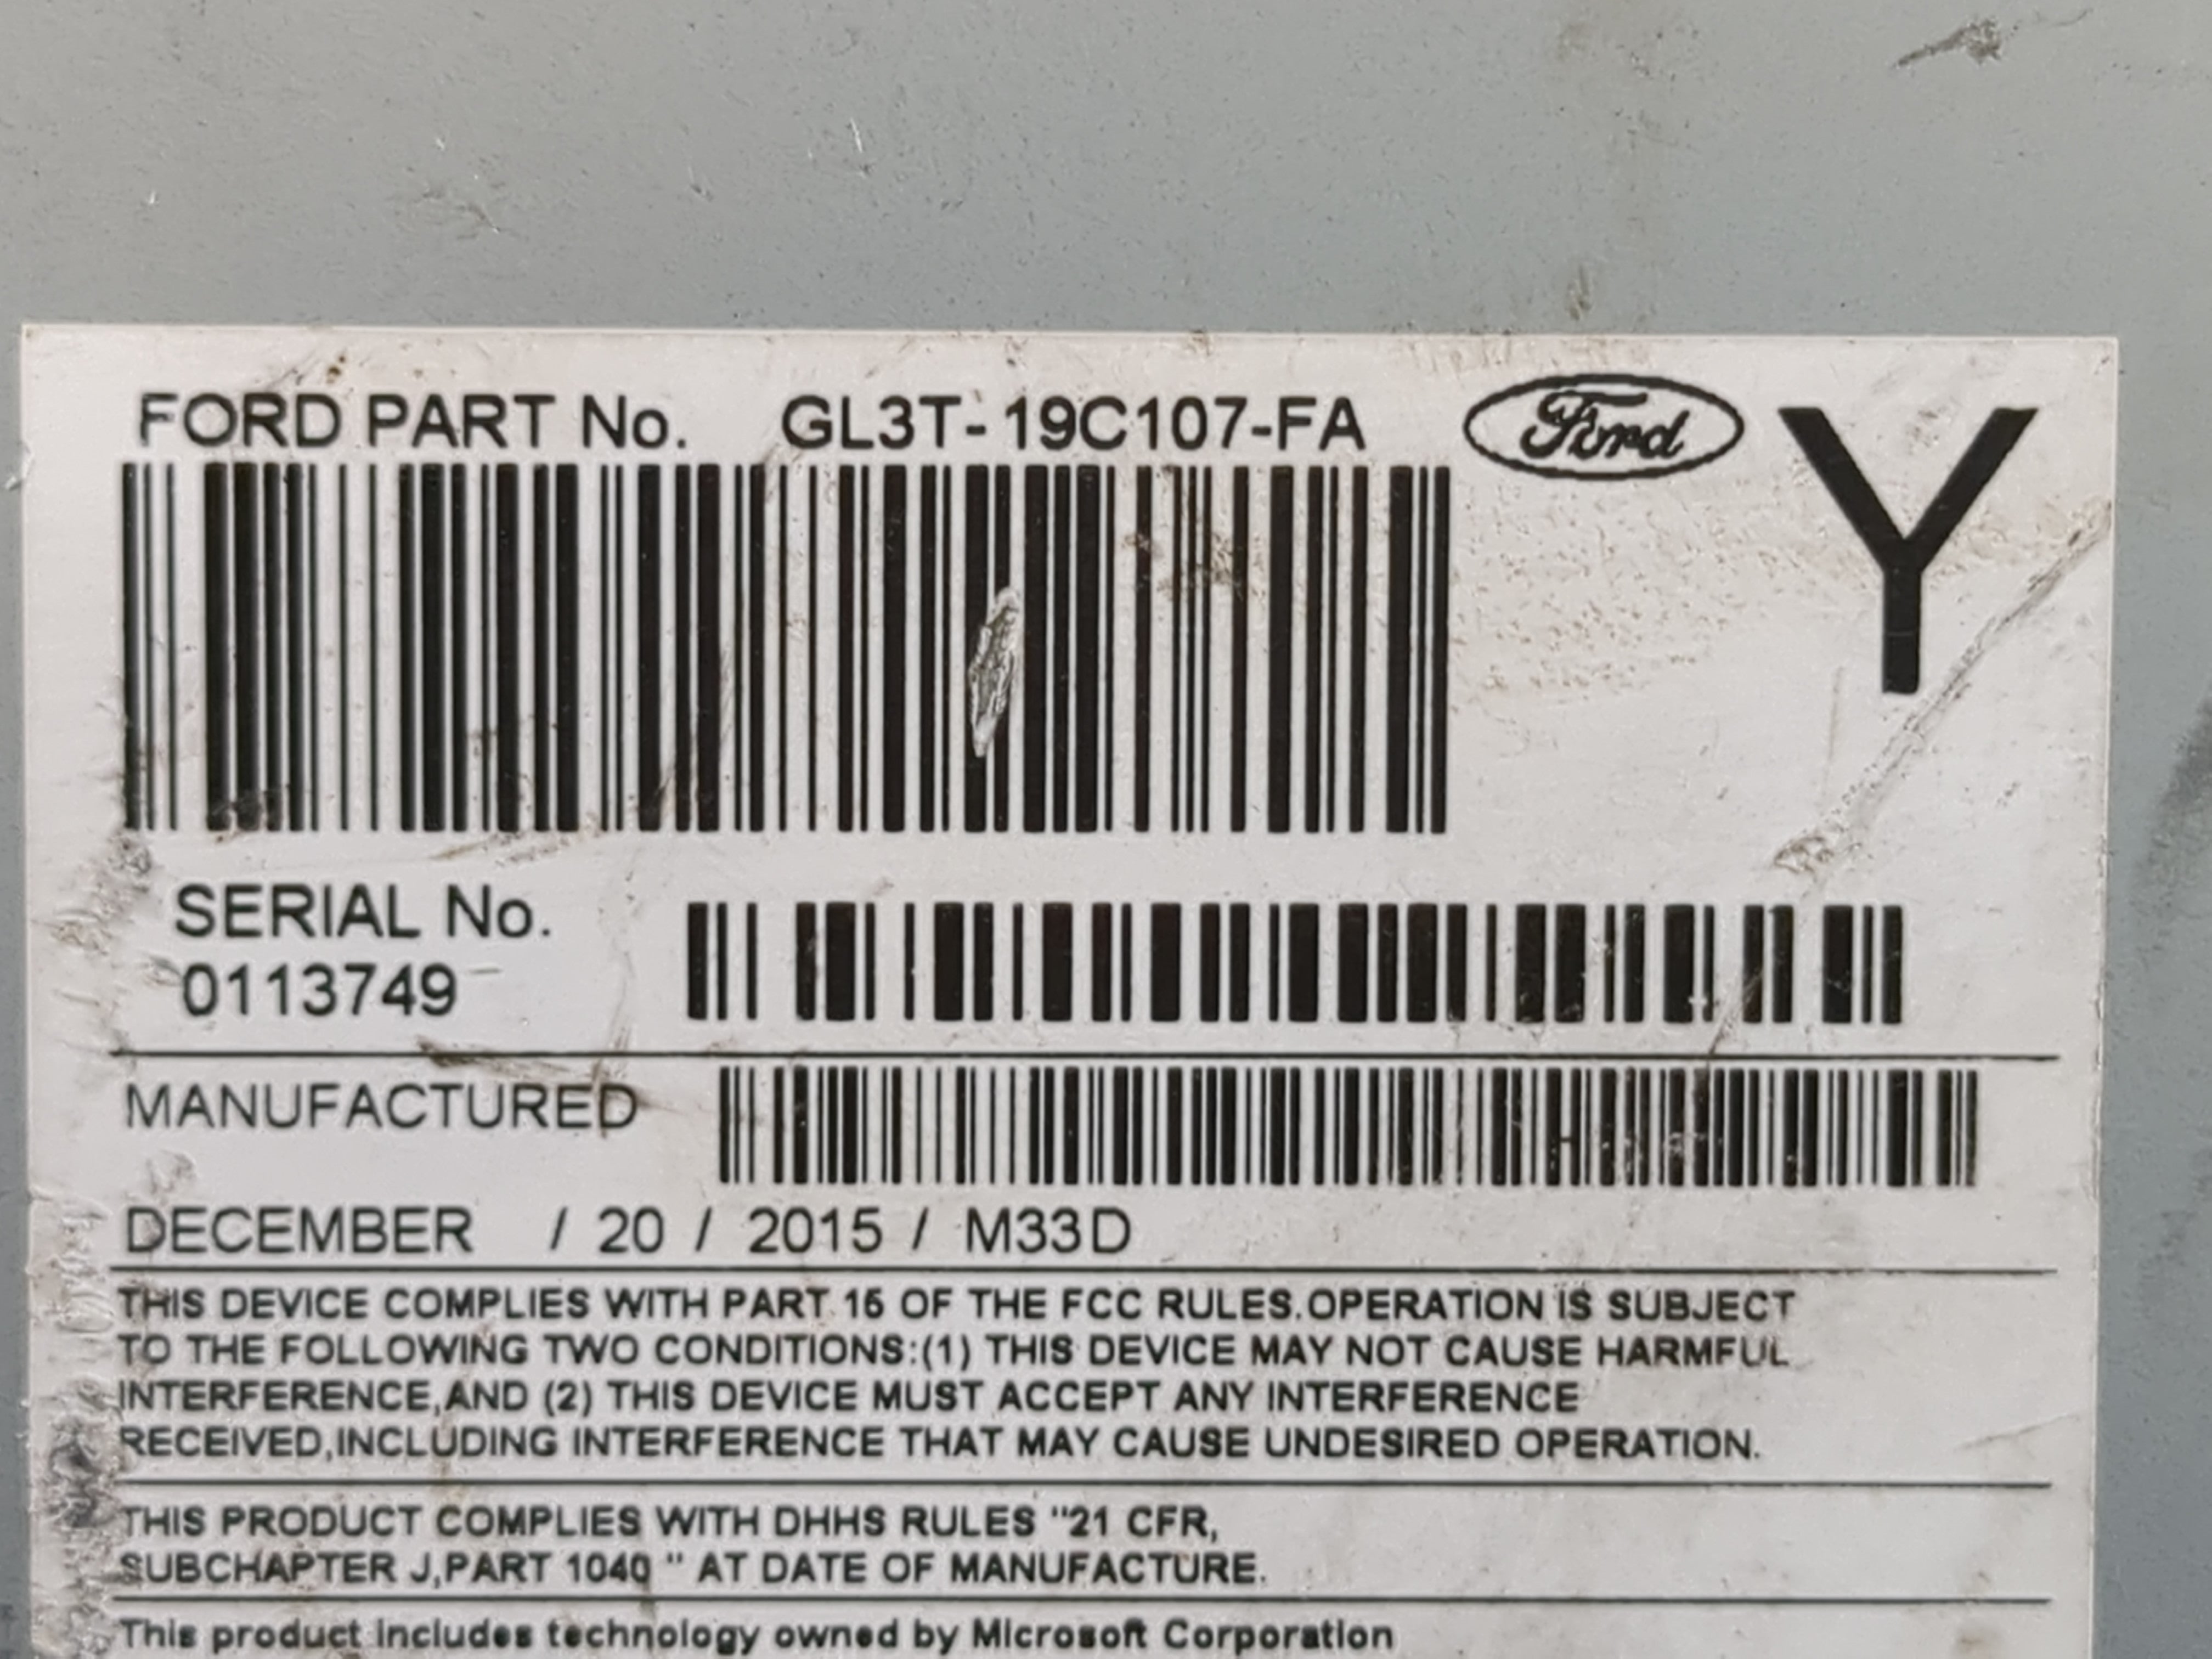 FORD PART No. GL3T-19C107-FA Ford Y
SERIAL No.
0113749
MANUFACTURED
DECEMBER / 20 / 2015 / M33D
THIS DEVICE COMPLIES WITH PART 15 OF THE FCC RULES.OPERATION IS SUBJECT
TO THE FOLLOWING TWO CONDITIONS:(1) THIS DEVICE MAY NOT CAUSE HARMFUL
INTERFERENCE,AND (2) THIS DEVICE MUST ACCEPT ANY INTERFERENCE
RECEIVED,INCLUDING INTERFERENCE THAT MAY CAUSE UNDESIRED OPERATION.
THIS PRODUCT COMPLIES WITH DHHS RULES "21 CFR,
SUBCHAPTER J,PART 1040 " AT DATE OF MANUFACTURE.
This product includes technology owned by Microsoft Corporation